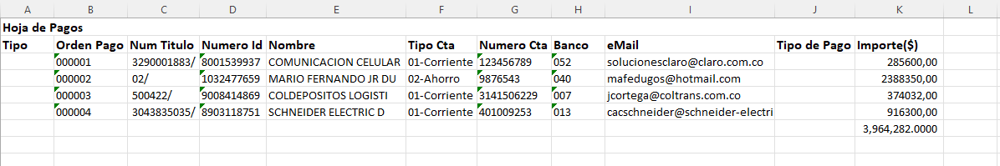 A B C D E F G H I J K L
Hoja de Pagos
Tipo Orden Pago Num Titulo Numero Id Nombre Tipo Cta Numero Cta Banco eMail Tipo de Pago Importe($)
000001 3290001883/ 8001539937 COMUNICACION CELULAR 01-Corriente 123456789 052 solucionesclaro@claro.com.co 285600,00
000002 02/ 1032477659 MARIO FERNANDO JR DU 02-Ahorro 9876543 040 mafedugos@hotmail.com 2388350,00
000003 500422/ 9008414869 COLDEPOSITOS LOGISTI 01-Corriente 3141506229 007 jcortega@coltrans.com.co 374032,00
000004 3043835035/ 8903118751 SCHNEIDER ELECTRIC D 01-Corriente 401009253 013 cacschneider@schneider-electri 916300,00
3,964,282.0000